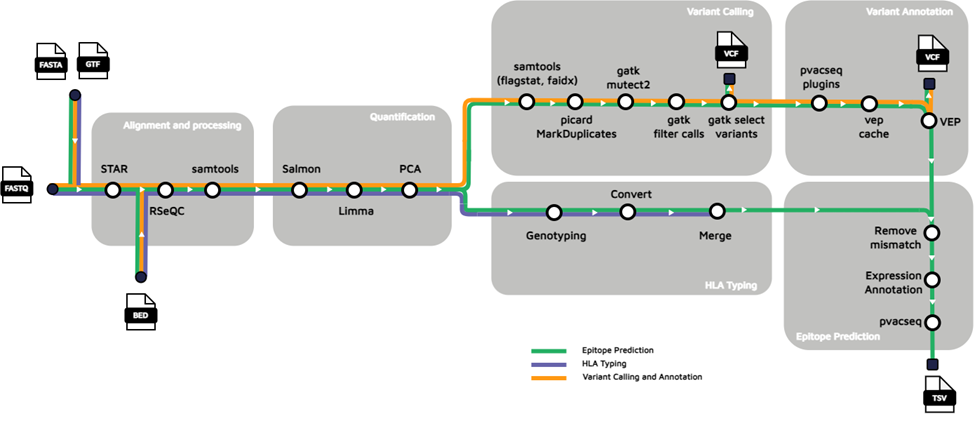 Variant Calling
Variant Annotation
VCF
VCF
FASTA
GTF
samtools
(flagstat, faidx)
gatk
mutect2
pvacseq
plugins
Alignment and processing
Quantification
picard
MarkDuplicates
gatk
filter calls
gatk select
variants
vep
cache
VEP
STAR
samtools
Salmon
PCA
FASTQ
RSeQC
Limma
Convert
Genotyping
Merge
Remove
mismatch
Expression
Annotation
HLA Typing
BED
pvacseq
Epitope Prediction
Epitope Prediction
HLA Typing
Variant Calling and Annotation
TSV